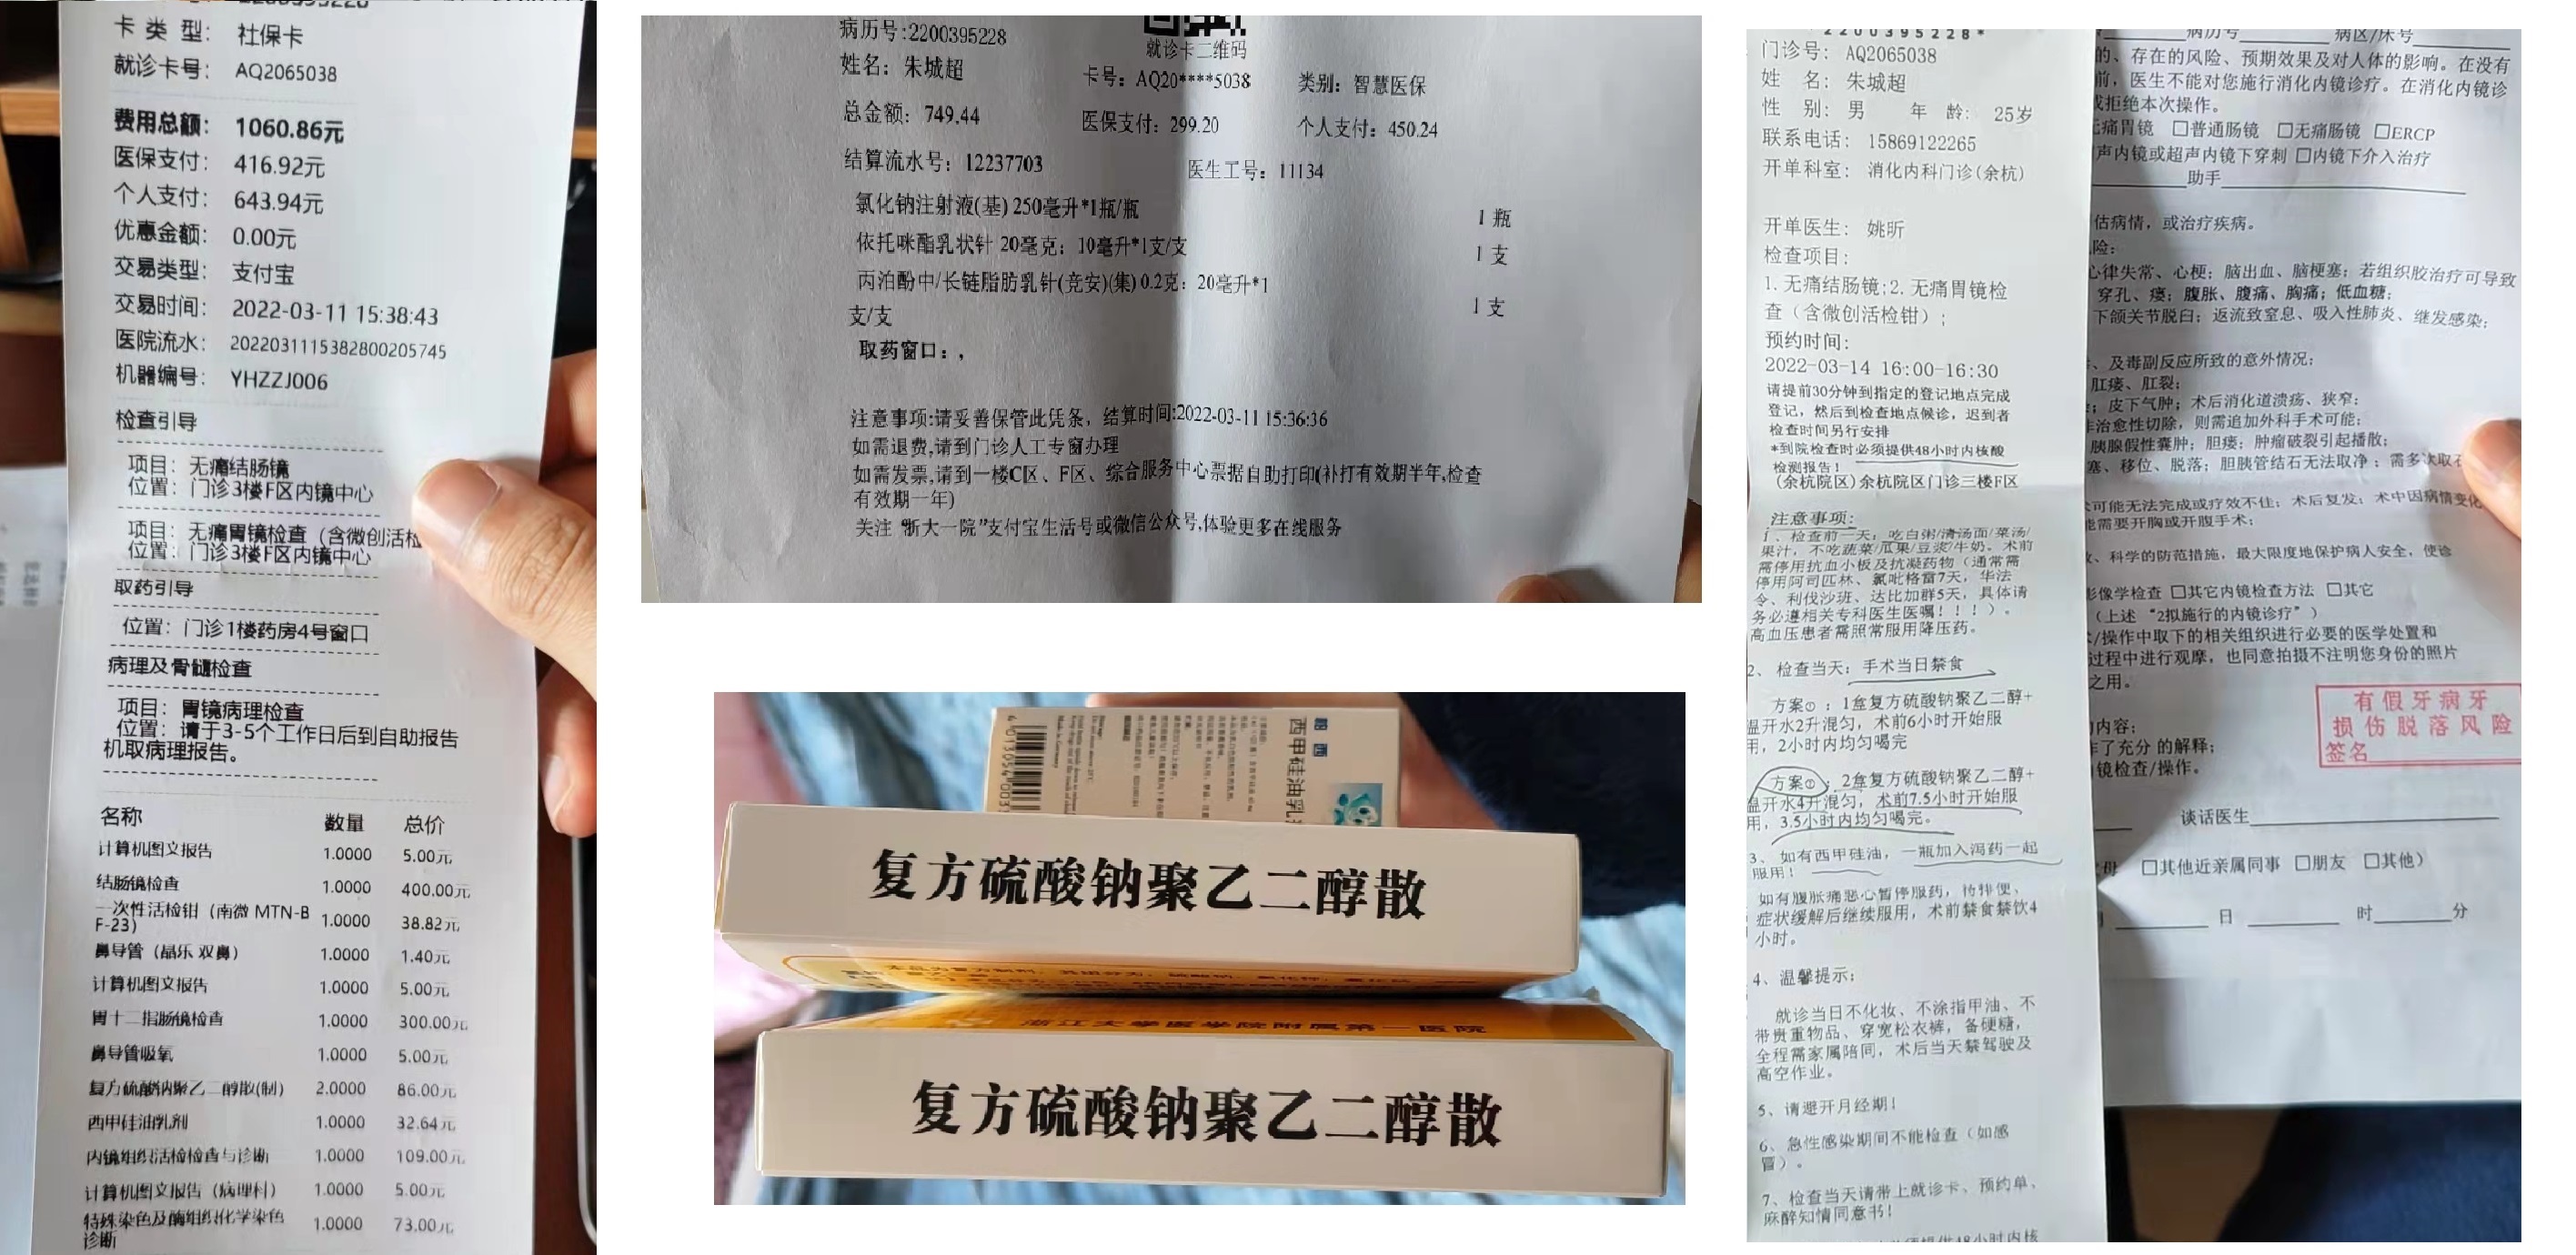 卡类型： 社保卡
就诊卡号： AQ2065038
费用总额： 1060.86元
医保支付： 416.92元
个人支付： 643.94元
优惠金额： 0.00元
交易类型： 支付宝
交易时间： 2022-03-11 15:38:43
医院流水： 20220311153828002057​45
机器编号： YHZZJ006
检查引导
项目：无痛结肠镜
位置：门诊3楼F区内镜中心
项目：无痛胃镜检查（含微创活检
位置：门诊3楼F区内镜中心
取药引导
位置：门诊1楼药房4号窗口
病理及骨髓检查
项目：胃镜病理检查
位置：请于3-5个工作日后到自助报告
机取病理报告。
名称 数量 总价
计算机图文报告 1.0000 5.00元
结肠镜检查 1.0000 400.00元
一次性活检钳（南微 MTN-B
F-23） 1.0000 38.82元
鼻导管（晶乐 双鼻） 1.0000 1.40元
计算机图文报告 1.0000 5.00元
胃十二指肠镜检查 1.0000 300.00元
鼻导管吸氧 1.0000 5.00元
复方硫酸钠聚乙二醇散(制) 2.0000 86.00元
西甲硅油乳剂 1.0000 32.64元
内镜组织活检检查与诊断 1.0000 109.00元
计算机图文报告（病理科） 1.0000 5.00元
特殊染色及酶组织化学染色
诊断 1.0000 73.00元
病历号:2200395228
就诊卡二维码
姓名：朱城超 卡号：AQ20****5038 类别：智慧医保
总金额：749.44 医保支付：299.20 个人支付：450.24
结算流水号：12237703 医生工号：11134
氯化钠注射液(基) 250毫升*1瓶/瓶 1 瓶
依托咪酯乳状针 20毫克：10毫升*1支/支 1 支
丙泊酚中/长链脂肪乳针(竞安)(集) 0.2克：20毫升*1
支/支 1 支
取药窗口：，
注意事项:请妥善保管此凭条，结算时间:2022-03-11 15:36:36
如需退费,请到门诊人工专窗办理
如需发票,请到一楼C区、F区、综合服务中心票据自助打印(补打有效期半年,检查
有效期一年)
关注“浙大一院”支付宝生活号或微信公众号,体验更多在线服务
西甲硅油乳
复方硫酸钠聚乙二醇散
浙江大学医学院附属第一医院
复方硫酸钠聚乙二醇散
*2200395228*
门诊号： AQ2065038
姓 名： 朱城超
性 别： 男 年 龄： 25岁
联系电话： 15869122265
开单科室： 消化内科门诊(余杭)
开单医生： 姚昕
检查项目：
1.无痛结肠镜;2.无痛胃镜检
查（含微创活检钳）；
预约时间：
2022-03-14 16:00-16:30
请提前30分钟到指定的登记地点完成
登记，然后到检查地点候诊，迟到者
检查时间另行安排
*到院检查时必须提供48小时内核酸
检测报告！
(余杭院区)余杭院区门诊三楼F区
注意事项:
1、检查前一天：吃白粥/清汤面/菜汤/
果汁，不吃蔬菜/瓜果/豆浆/牛奶。术前
需停用抗血小板及抗凝药物（通常需
停用阿司匹林、氯吡格雷7天，华法
令、利伐沙班、达比加群5天，具体请
务必遵相关专科医生医嘱！！！）。
高血压患者需照常服用降压药。
2、检查当天：手术当日禁食
方案①：1盒复方硫酸钠聚乙二醇+
温开水2升混匀，术前6小时开始服
用，2小时内均匀喝完
方案①：2盒复方硫酸钠聚乙二醇+
温开水4升混匀，术前7.5小时开始服
用，3.5小时内均匀喝完。
3、如有西甲硅油，一瓶加入泻药一起
服用！
如有腹胀痛恶心暂停服药，待排便、
症状缓解后继续服用，术前禁食禁饮4
小时。
4、温馨提示：
就诊当日不化妆、不涂指甲油、不
带贵重物品、穿宽松衣裤，备硬糖，
全程需家属陪同，术后当天禁驾驶及
高空作业。
5、请避开月经期！
6、急性感染期间不能检查（如感
冒）。
7、检查当天请带上就诊卡、预约单、
麻醉知情同意书！
病历号 病区/床号
的、存在的风险、预期效果及对人体的影响。在没有
前，医生不能对您施行消化内镜诊疗。在消化内镜诊
或拒绝本次操作。
无痛胃镜 □普通肠镜 □无痛肠镜 □ERCP
声内镜或超声内镜下穿刺 □内镜下介入治疗
助手
估病情，或治疗疾病。
险：
心律失常、心梗；脑出血、脑梗塞；若组织胶治疗可导致
穿孔、瘘；腹胀、腹痛、胸痛；低血糖；
下颌关节脱臼；返流致窒息、吸入性肺炎、继发感染；
、及毒副反应所致的意外情况；
肛瘘、肛裂；
；皮下气肿；术后消化道溃疡、狭窄；
非治愈性切除，则需追加外科手术可能；
胰腺假性囊肿；胆瘘；肿瘤破裂引起播散；
塞、移位、脱落；胆胰管结石无法取净；需多次取石
可能无法完成或疗效不佳；术后复发；术中因病情变化
能需要开胸或开腹手术；
、科学的防范措施，最大限度地保护病人安全，使诊
影像学检查 □其它内镜检查方法 □其它
（上述“2拟施行的内镜诊疗”）
/操作中取下的相关组织进行必要的医学处置和
过程中进行观摩，也同意拍摄不注明您身份的照片
之用。
有假牙病牙
损伤脱落风险
签名
内容：
作了充分的解释；
镜检查/操作。
谈话医生
母 □其他近亲属同事 □朋友 □其他）
日 时 分